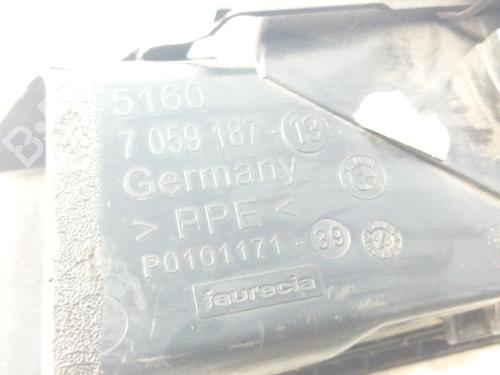 5160
7 059 187 - 13
Germany
> PPE <
P0101171 - 39
faurecia